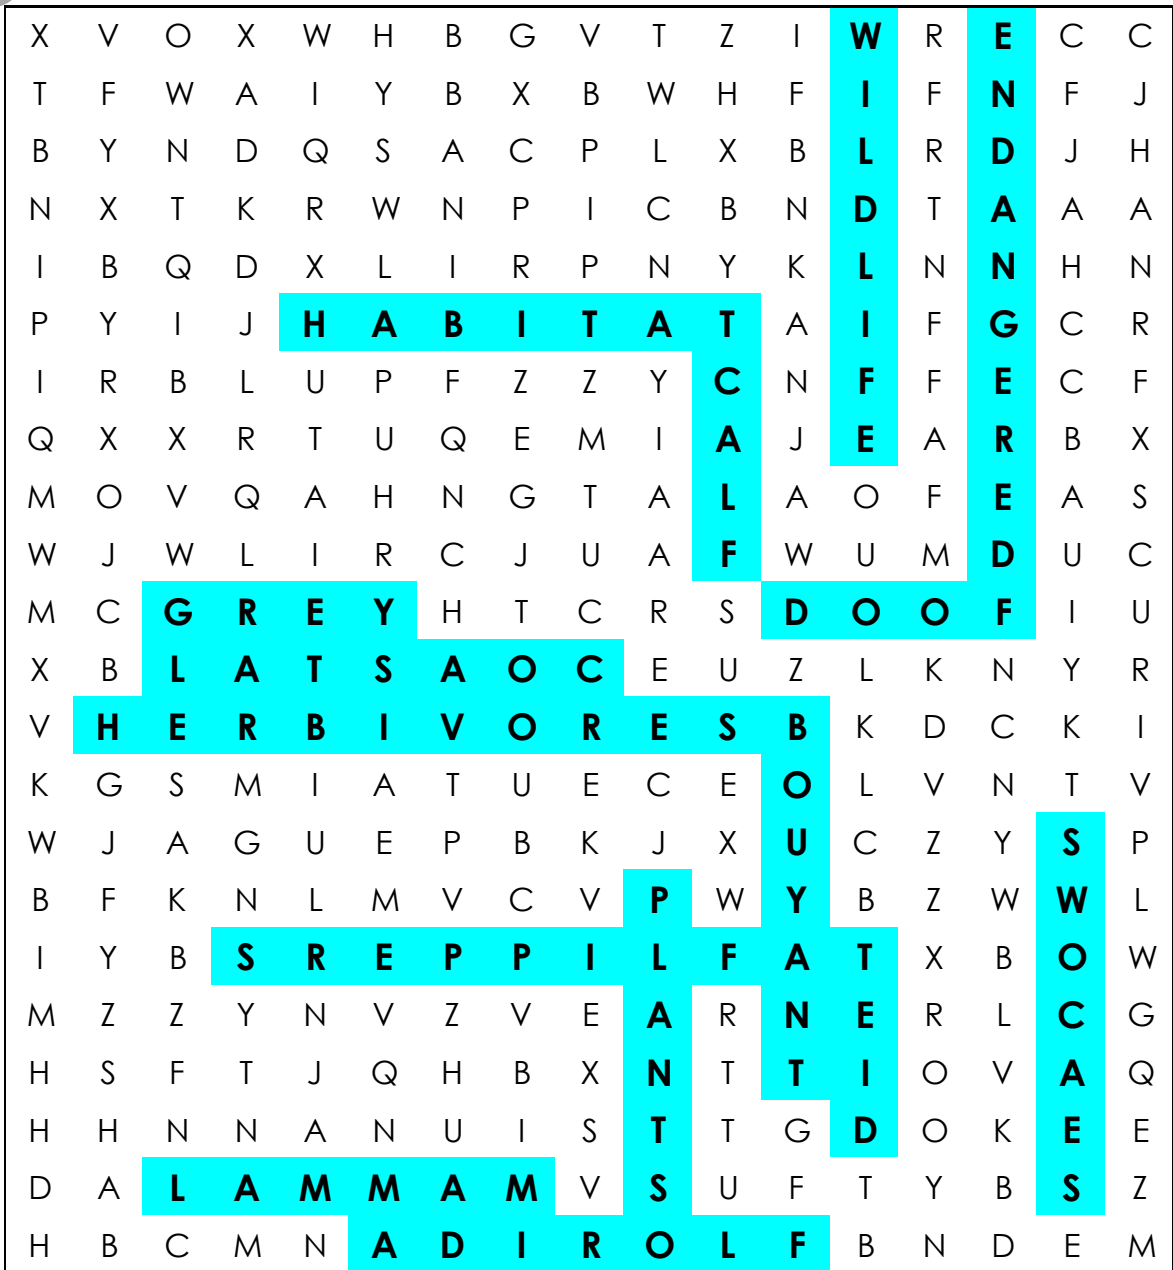 X V O X W H B G V T Z I W R E C C
T F W A I Y B X B W H F I F N F J
B Y N D Q S A C P L X B L R D J H
N X T K R W N P I C B N D T A A A
I B Q D X L I R P N Y K L N N H N
P Y I J H A B I T A T A I F G C R
I R B L U P F Z Z Y C N F F E C F
Q X X R T U Q E M I A J E A R B X
M O V Q A H N G T A L A O F E A S
W J W L I R C J U A F W U M D U C
M C G R E Y H T C R S D O O F I U
X B L A T S A O C E U Z L K N Y R
V H E R B I V O R E S B K D C K I
K G S M I A T U E C E O L V N T V
W J A G U E P B K J X U C Z Y S P
B F K N L M V C V P W Y B Z W W L
I Y B S R E P P I L F A T X B O W
M Z Z Y N V Z V E A R N E R L C G
H S F T J Q H B X N T T I O V A Q
H H N N A N U I S T T G D O K E E
D A L A M M A M V S U F T Y B S Z
H B C M N A D I R O L F B N D E M